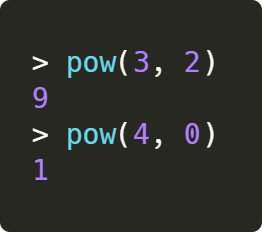 > pow(3, 2)
9
> pow(4, 0)
1